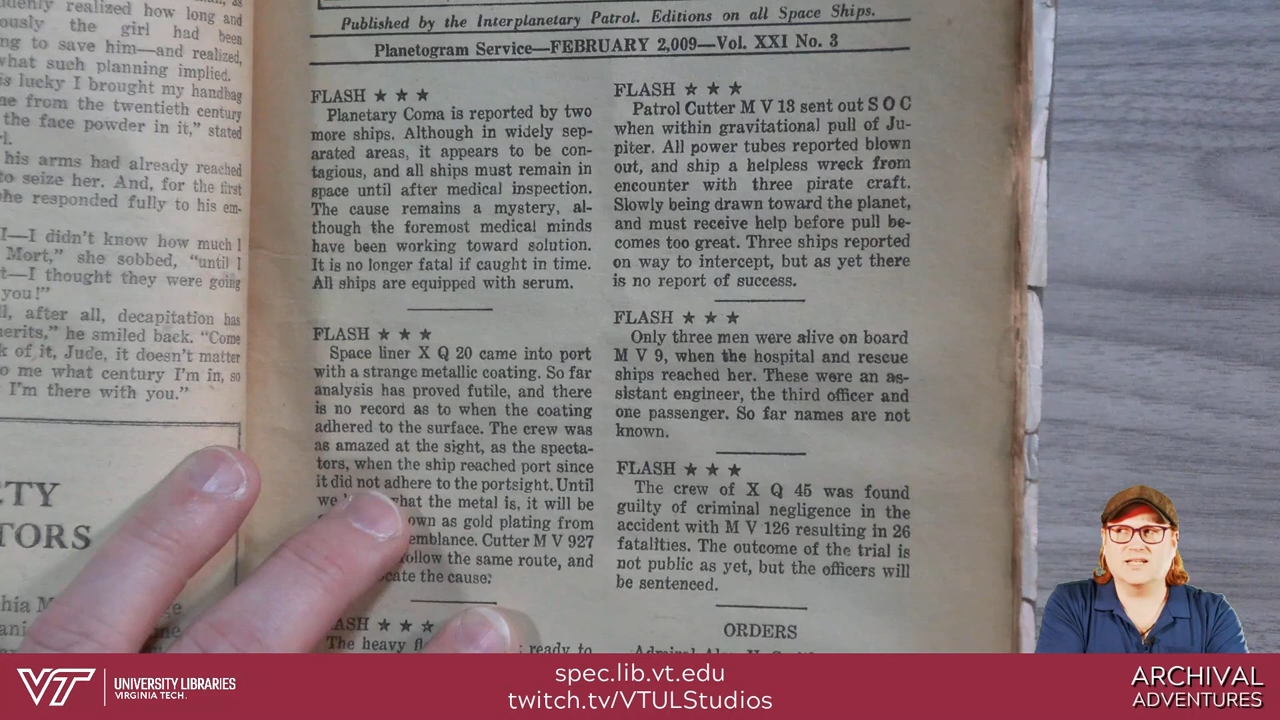 suddenly realized how long and
ously the girl had been
ng to save him—and realized,
what such planning implied.
is lucky I brought my handbag
me from the twentieth century
the face powder in it," stated
rl.
his arms had already reached
to seize her. And, for the first
she responded fully to his em-
I—I didn't know how much I
Mort," she sobbed, "until I
t—I thought they were going
you!"
ll, after all, decapitation has
merits," he smiled back. "Come
k of it, Jude, it doesn't matter
o me what century I'm in, so
I'm there with you."
ETY
TORS
Published by the Interplanetary Patrol. Editions on all Space Ships.
Planetogram Service—FEBRUARY 2,009—Vol. XXI No. 3
FLASH ★ ★ ★
Planetary Coma is reported by two
more ships. Although in widely sep-
arated areas, it appears to be con-
tagious, and all ships must remain in
space until after medical inspection.
The cause remains a mystery, al-
though the foremost medical minds
have been working toward solution.
It is no longer fatal if caught in time.
All ships are equipped with serum.
FLASH ★ ★ ★
Space liner X Q 20 came into port
with a strange metallic coating. So far
analysis has proved futile, and there
is no record as to when the coating
adhered to the surface. The crew was
as amazed at the sight, as the specta-
tors, when the ship reached port since
it did not adhere to the portsight. Until
we what the metal is, it will be
own as gold plating from
emblance. Cutter M V 927
follow the same route, and
cate the cause.
FLASH ★ ★ ★
The heavy ready to
FLASH ★ ★ ★
Patrol Cutter M V 13 sent out S O C
when within gravitational pull of Ju-
piter. All power tubes reported blown
out, and ship a helpless wreck from
encounter with three pirate craft.
Slowly being drawn toward the planet,
and must receive help before pull be-
comes too great. Three ships reported
on way to intercept, but as yet there
is no report of success.
FLASH ★ ★ ★
Only three men were alive on board
M V 9, when the hospital and rescue
ships reached her. These were an as-
sistant engineer, the third officer and
one passenger. So far names are not
known.
FLASH ★ ★ ★
The crew of X Q 45 was found
guilty of criminal negligence in the
accident with M V 126 resulting in 26
fatalities. The outcome of the trial is
not public as yet, but the officers will
be sentenced.
ORDERS
VT UNIVERSITY LIBRARIES
VIRGINIA TECH.
spec.lib.vt.edu
twitch.tv/VTULStudios
ARCHIVAL
ADVENTURES